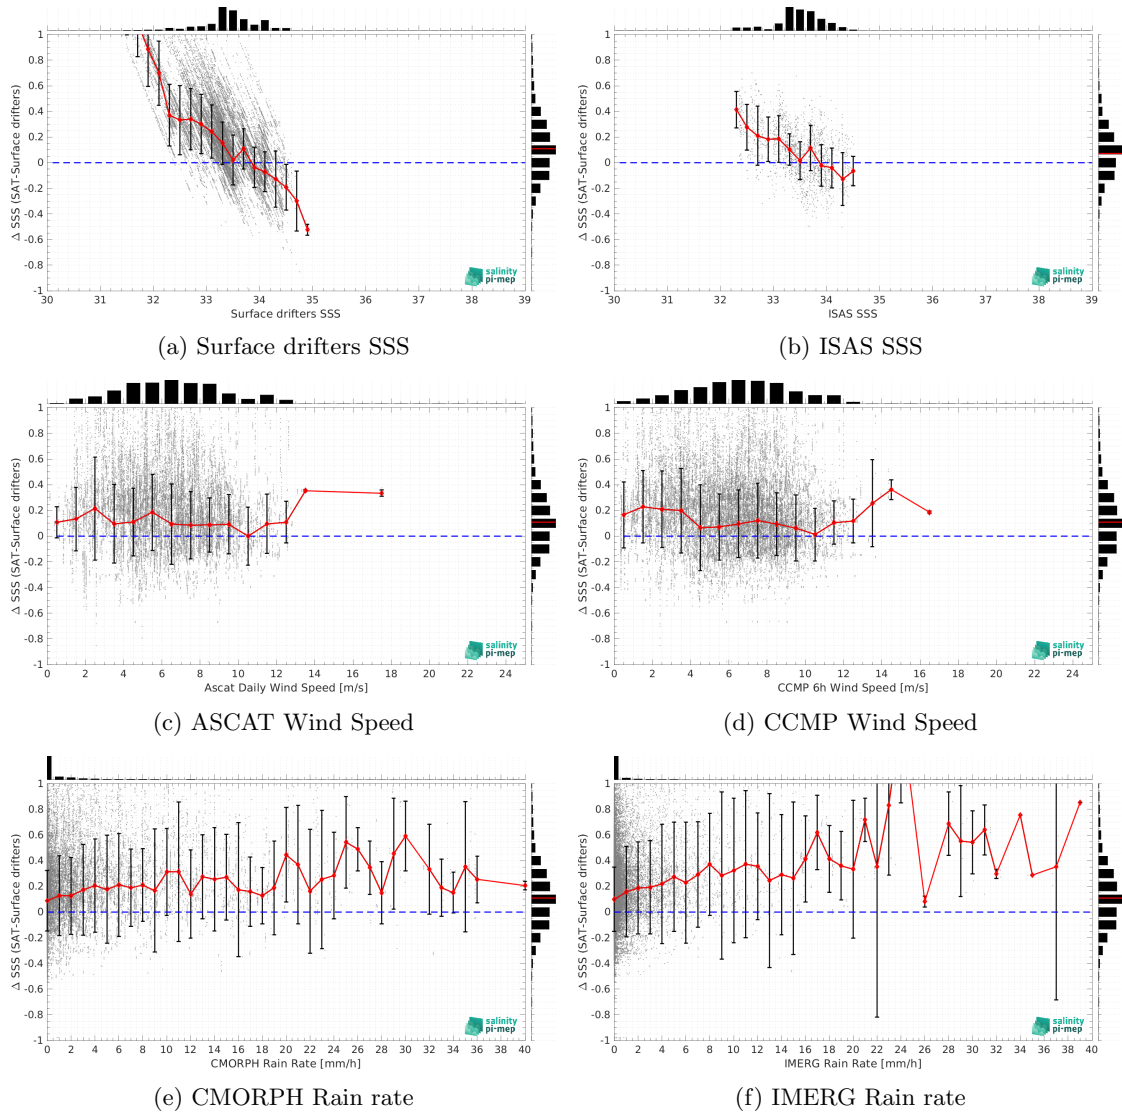 1
0.8
0.6
0.4
0.2
0
-0.2
-0.4
-0.6
-0.8
-1
Δ SSS (SAT-Surface drifters)
30 31 32 33 34 35 36 37 38 39
Surface drifters SSS
salinity
pi-mep
(a) Surface drifters SSS
1
0.8
0.6
0.4
0.2
0
-0.2
-0.4
-0.6
-0.8
-1
Δ SSS (SAT-Surface drifters)
30 31 32 33 34 35 36 37 38 39
ISAS SSS
salinity
pi-mep
(b) ISAS SSS
1
0.8
0.6
0.4
0.2
0
-0.2
-0.4
-0.6
-0.8
-1
Δ SSS (SAT-Surface drifters)
0 2 4 6 8 10 12 14 16 18 20 22 24
Ascat Daily Wind Speed [m/s]
salinity
pi-mep
(c) ASCAT Wind Speed
1
0.8
0.6
0.4
0.2
0
-0.2
-0.4
-0.6
-0.8
-1
Δ SSS (SAT-Surface drifters)
0 2 4 6 8 10 12 14 16 18 20 22 24
CCMP 6h Wind Speed [m/s]
salinity
pi-mep
(d) CCMP Wind Speed
1
0.8
0.6
0.4
0.2
0
-0.2
-0.4
-0.6
-0.8
-1
Δ SSS (SAT-Surface drifters)
0 2 4 6 8 10 12 14 16 18 20 22 24 26 28 30 32 34 36 38 40
CMORPH Rain Rate [mm/h]
salinity
pi-mep
(e) CMORPH Rain rate
1
0.8
0.6
0.4
0.2
0
-0.2
-0.4
-0.6
-0.8
-1
Δ SSS (SAT-Surface drifters)
0 2 4 6 8 10 12 14 16 18 20 22 24 26 28 30 32 34 36 38 40
IMERG Rain Rate [mm/h]
salinity
pi-mep
(f) IMERG Rain rate